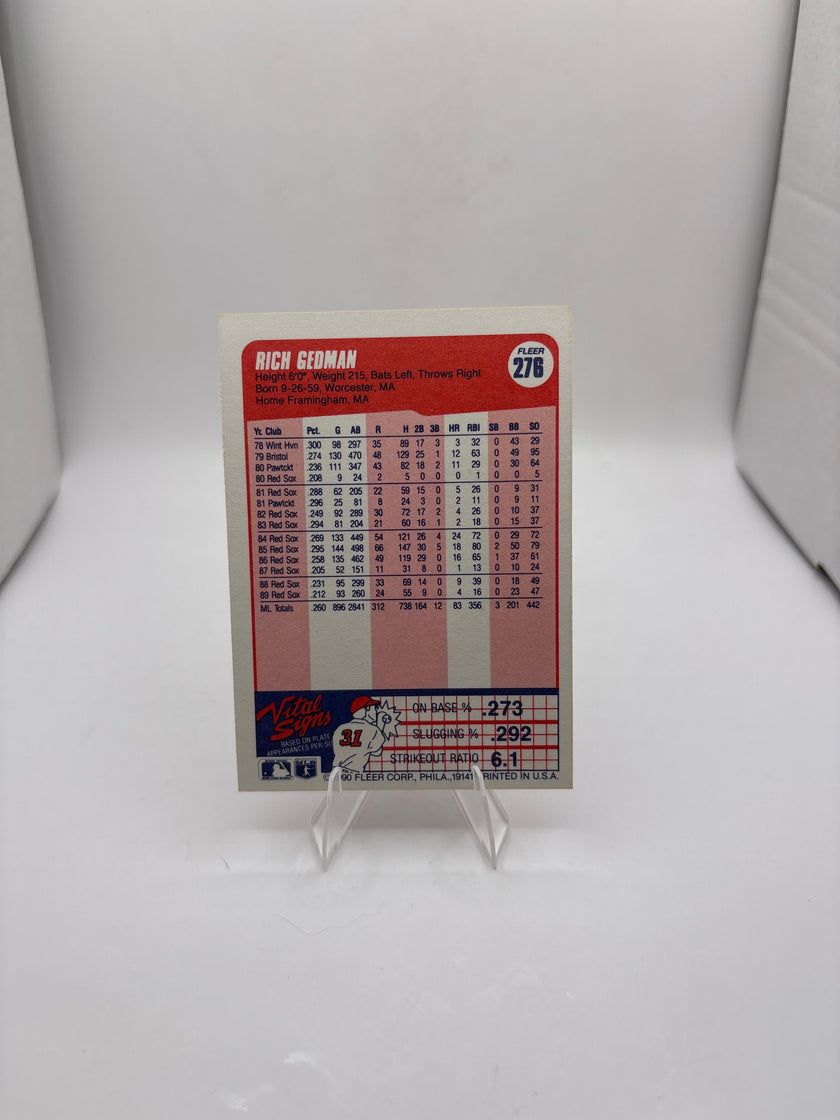 RICH GEDMAN
FLEER
276
Height 6'0", Weight 215, Bats Left, Throws Right
Born 9-26-59, Worcester, MA
Home Framingham, MA
Yr. Club Pct. G AB R H 2B 3B HR RBI SB BB SO
78 Wint Hvn .300 98 297 35 89 17 3 3 32 0 43 29
79 Bristol .274 130 470 48 129 25 1 12 63 0 49 95
80 Pawtckt .236 111 347 43 82 18 2 11 29 0 30 64
80 Red Sox .208 9 24 2 5 0 0 0 1 0 0 5
81 Red Sox .288 62 205 22 59 15 0 5 26 0 9 31
81 Pawtckt .296 25 81 8 24 3 0 2 11 0 9 11
82 Red Sox .249 92 289 30 72 17 2 4 26 0 10 37
83 Red Sox .294 81 204 21 60 16 1 2 18 0 15 37
84 Red Sox .269 133 449 54 121 26 4 24 72 0 29 72
85 Red Sox .295 144 498 66 147 30 5 18 80 2 50 79
86 Red Sox .258 135 462 49 119 29 0 16 65 1 37 61
87 Red Sox .205 52 151 11 31 8 0 1 13 0 10 24
88 Red Sox .231 95 299 33 69 14 0 9 39 0 18 49
89 Red Sox .212 93 260 24 55 9 0 4 16 0 23 47
ML Totals .260 896 2841 312 738 164 12 83 356 3 201 442
Vital
Signs
BASED ON PLATE
APPEARANCES PER SO
31
ON BASE % .273
SLUGGING % .292
STRIKEOUT RATIO 6.1
90 FLEER CORP., PHILA., 1914 PRINTED IN U.S.A.